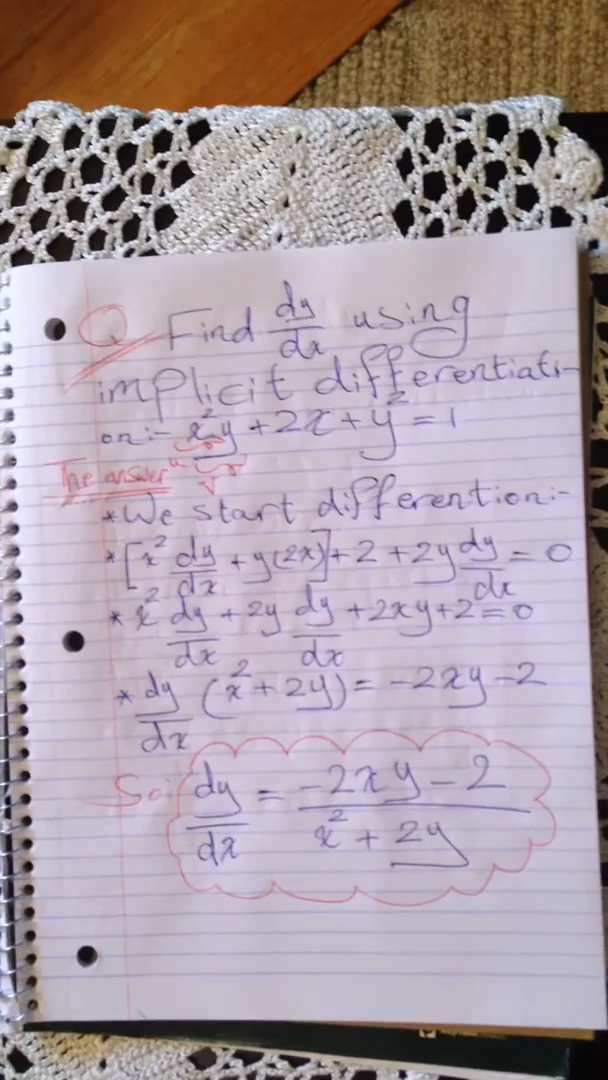 Q Find dy/dx using
implicit differentiati-
on:- x²y + 2x + y² = 1
The answer"
*We start differention:-
*[x² dy/dx + y(2x)] + 2 + 2y dy/dx = 0
* x² dy/dx + 2y dy/dx + 2xy + 2 = 0
* dy/dx (x² + 2y) = -2xy - 2
So: dy/dx = (-2xy - 2)/(x² + 2y)